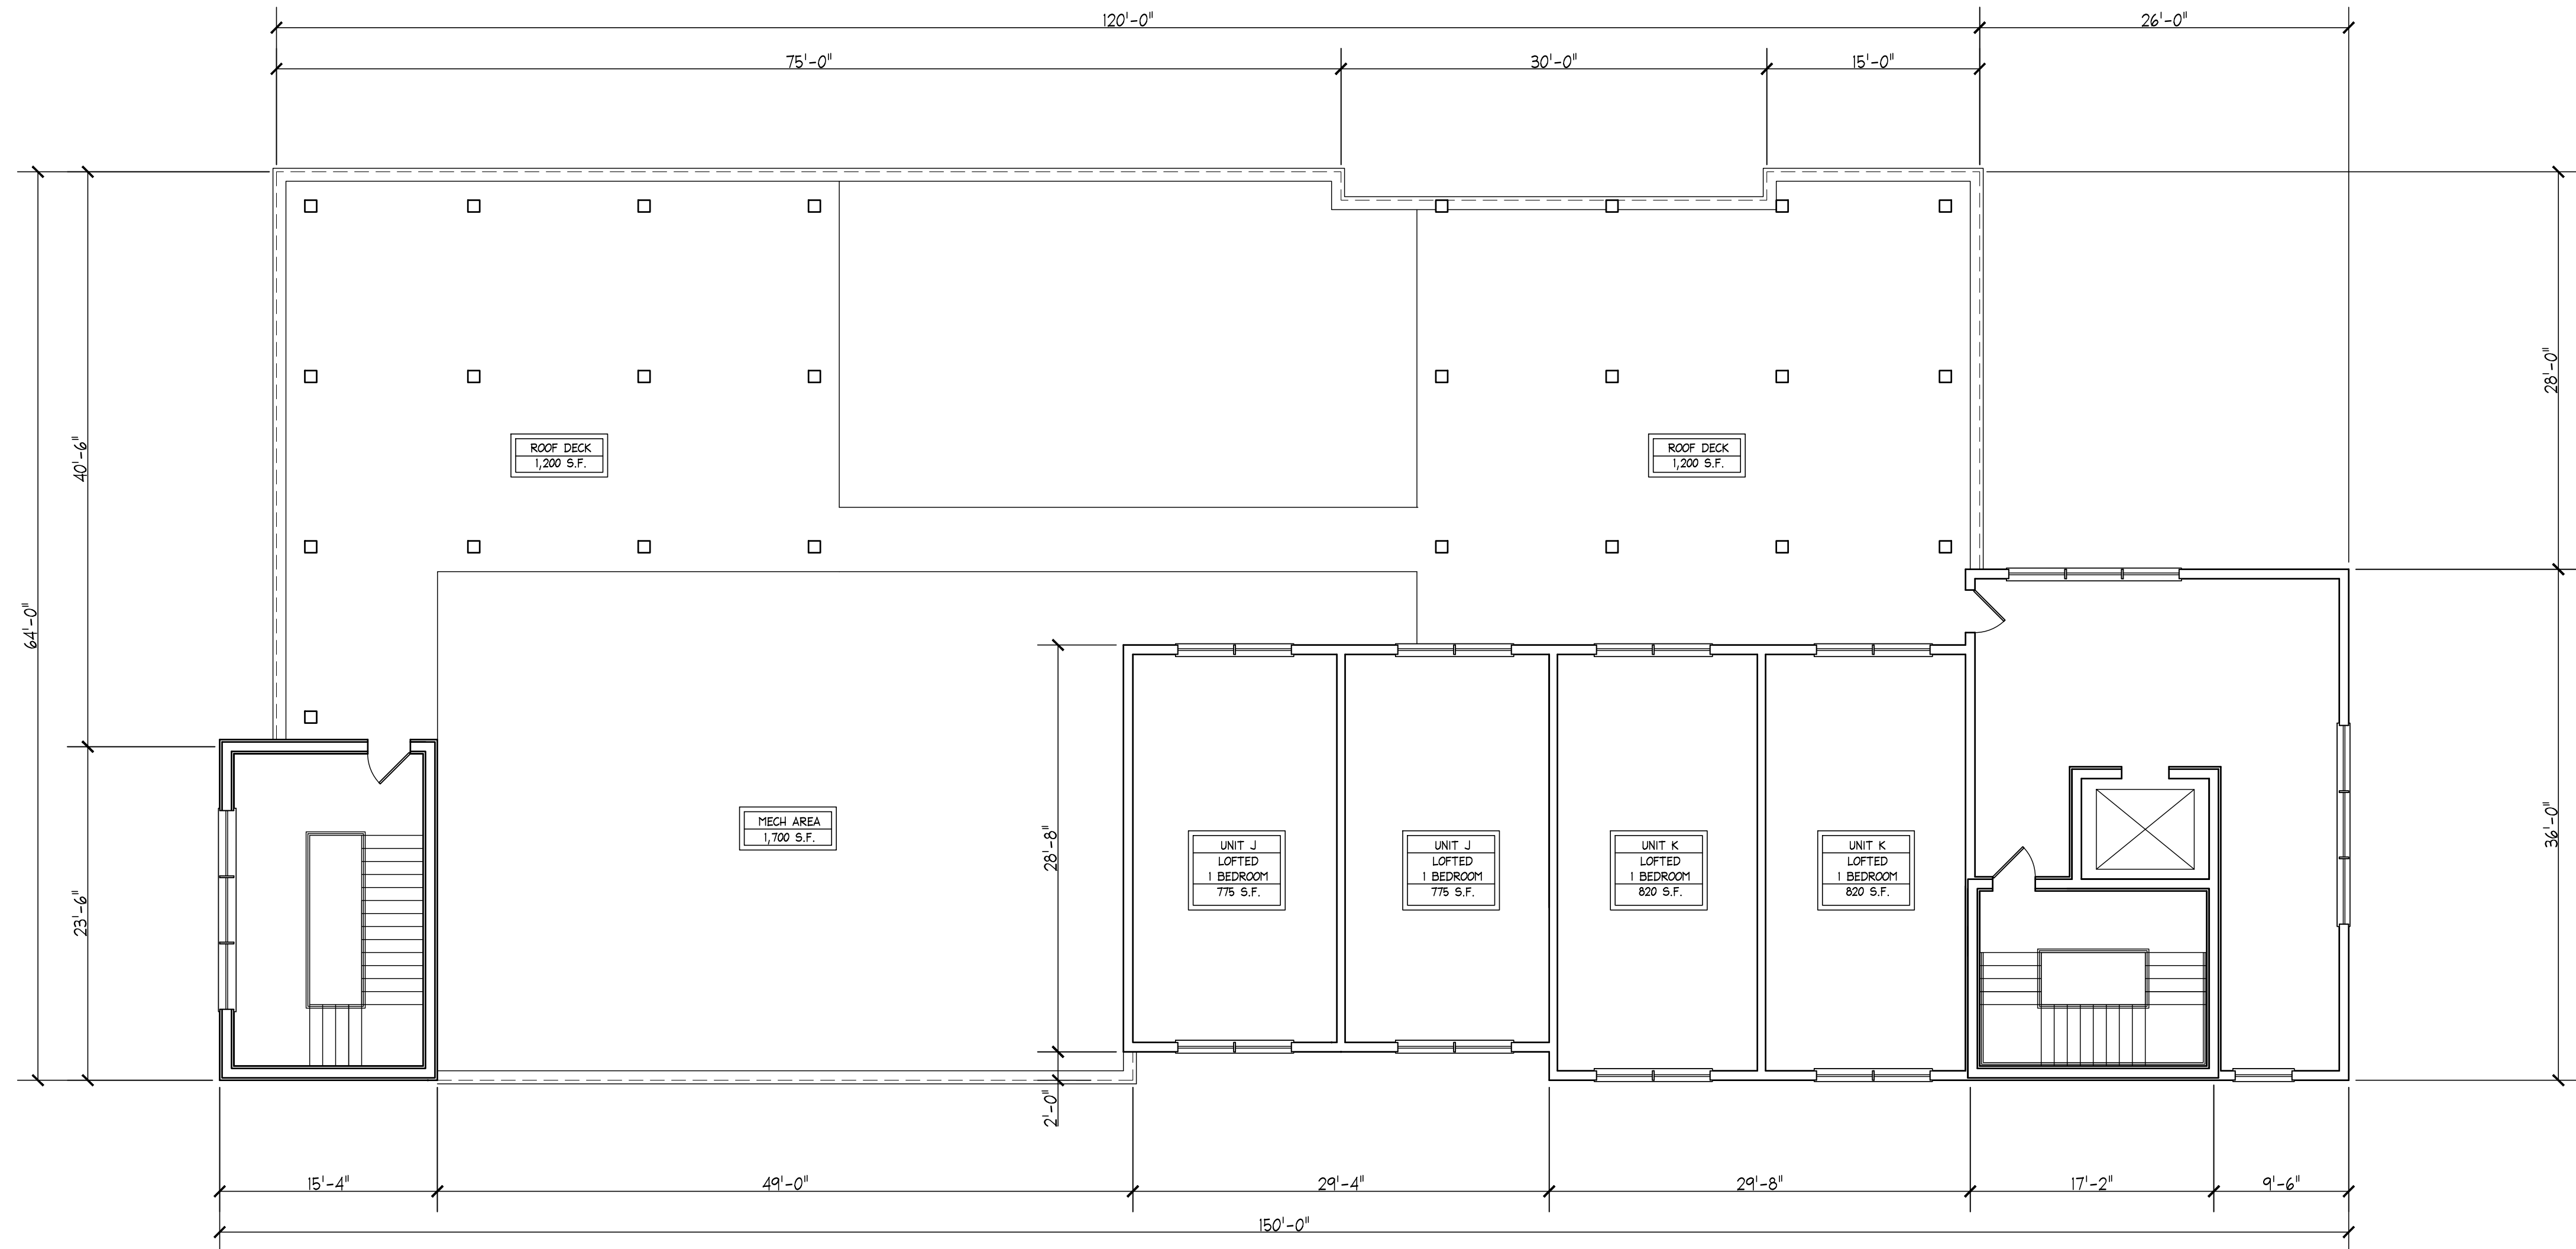 120'-0"
26'-0"
75'-0"
30'-0"
15'-0"
28'-0"
40'-6"
ROOF DECK
1,200 S.F.
ROOF DECK
1,200 S.F.
64'-0"
MECH AREA
1,700 S.F.
28'-8"
36'-0"
UNIT J
LOFTED
1 BEDROOM
775 S.F.
UNIT J
LOFTED
1 BEDROOM
775 S.F.
UNIT K
LOFTED
1 BEDROOM
820 S.F.
UNIT K
LOFTED
1 BEDROOM
820 S.F.
23'-6"
2'-0"
15'-4"
49'-0"
29'-4"
29'-8"
17'-2"
9'-6"
150'-0"